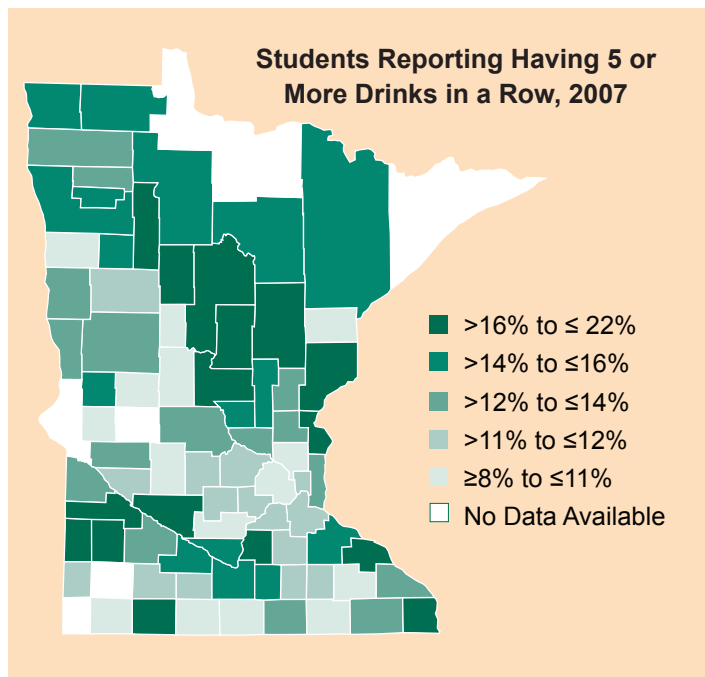 Students Reporting Having 5 or
More Drinks in a Row, 2007
>16% to ≤ 22%
>14% to ≤16%
>12% to ≤14%
>11% to ≤12%
≥8% to ≤11%
No Data Available